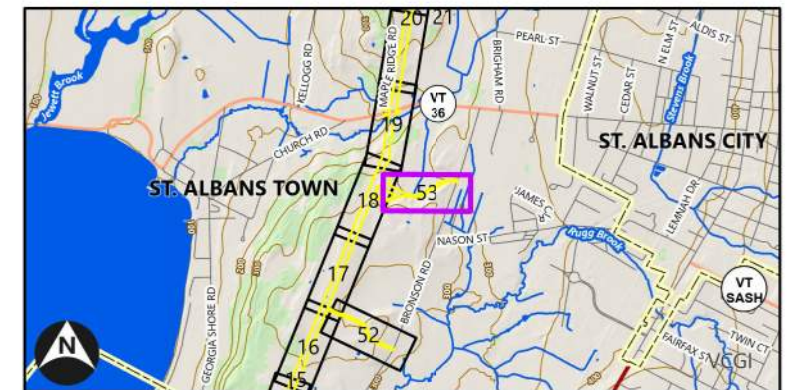 20
21
MAPLE RIDGE RD
KELLOGG RD
BRIGHAM RD
PEARL ST
WALNUT ST
CEDAR ST
N ELM ST
ALDIS ST
Stevens Brook
Jewett Brook
VT
36
19
CHURCH RD
ST. ALBANS CITY
ST. ALBANS TOWN
18
53
LEMNAH DR
NASON ST
Rugg Brook
17
GEORGIA SHORE RD
BRONSON RD
200
300
VT
SASH
52
16
15
N
FAIRFAX ST
TWIN CT
VCGI